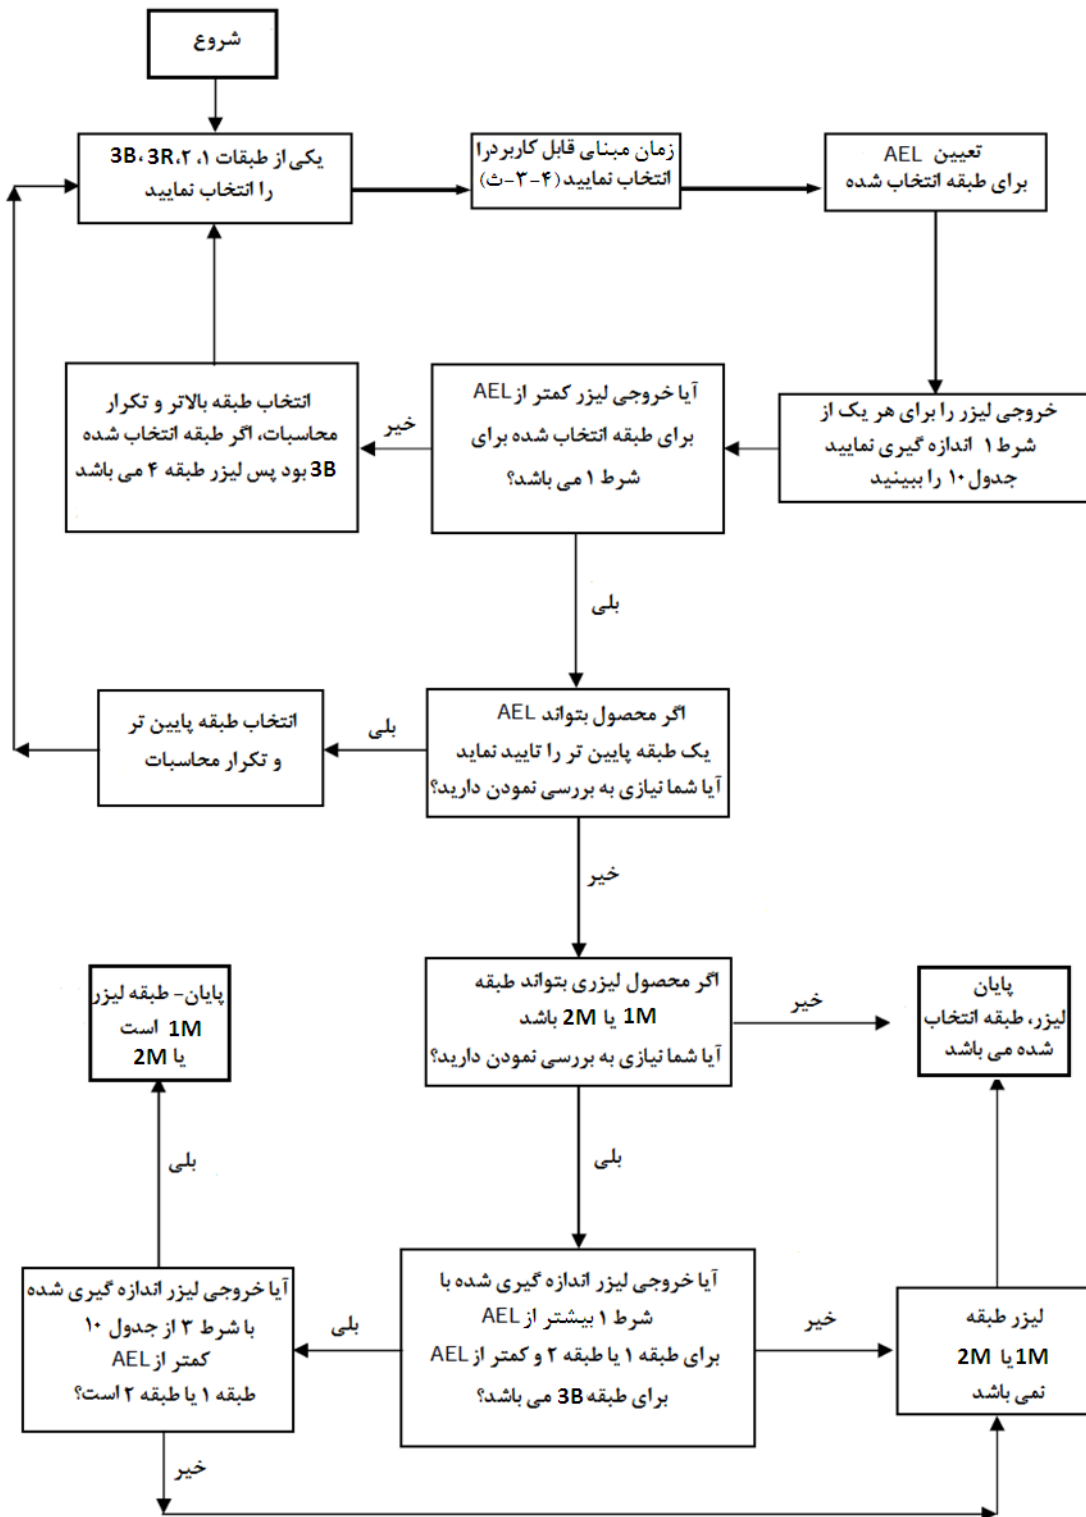 شروع
یکی از طبقات ۱، ۲، 3R، 3B
را انتخاب نمایید
زمان مبنای قابل کاربردرا
انتخاب نمایید (۴-۳-ث)
تعیین AEL
برای طبقه انتخاب شده
خروجی لیزر را برای هر یک از
شرط ۱ اندازه گیری نمایید
جدول ۱۰ را ببینید
آیا خروجی لیزر کمتر از AEL
برای طبقه انتخاب شده برای
شرط ۱ می باشد؟
خیر
انتخاب طبقه بالاتر و تکرار
محاسبات، اگر طبقه انتخاب شده
3B بود پس لیزر طبقه ۴ می باشد
بلی
اگر محصول بتواند AEL
یک طبقه پایین تر را تایید نماید
آیا شما نیازی به بررسی نمودن دارید؟
بلی
انتخاب طبقه پایین تر
و تکرار محاسبات
خیر
اگر محصول لیزری بتواند طبقه
1M یا 2M باشد
آیا شما نیازی به بررسی نمودن دارید؟
خیر
پایان
لیزر، طبقه انتخاب
شده می باشد
پایان- طبقه لیزر
1M است
یا 2M
بلی
بلی
آیا خروجی لیزر اندازه گیری شده با
شرط ۱ بیشتر از AEL
برای طبقه ۱ یا طبقه ۲ و کمتر از AEL
برای طبقه 3B می باشد؟
خیر
لیزر طبقه
1M یا 2M
نمی باشد
بلی
آیا خروجی لیزر اندازه گیری شده
با شرط ۳ از جدول ۱۰
کمتر از AEL
طبقه ۱ یا طبقه ۲ است؟
خیر